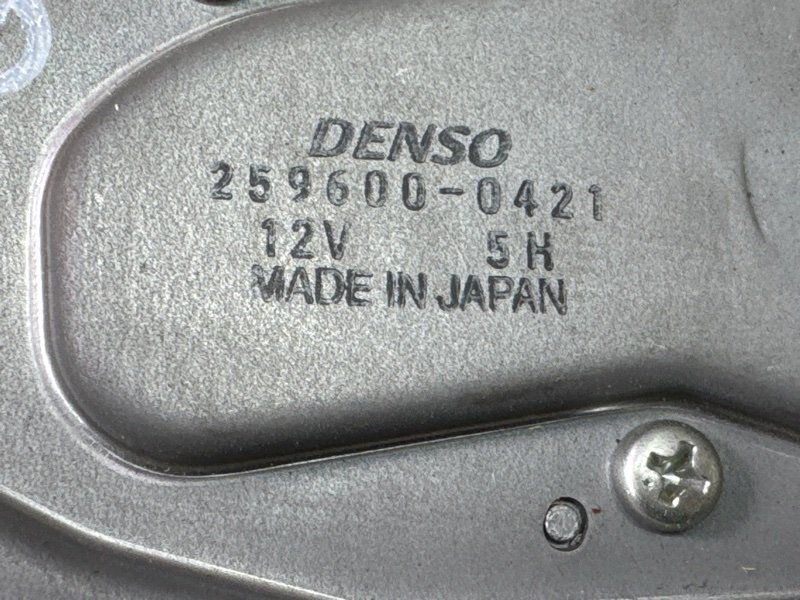 DENSO
259600-0421
12V 5H
MADE IN JAPAN